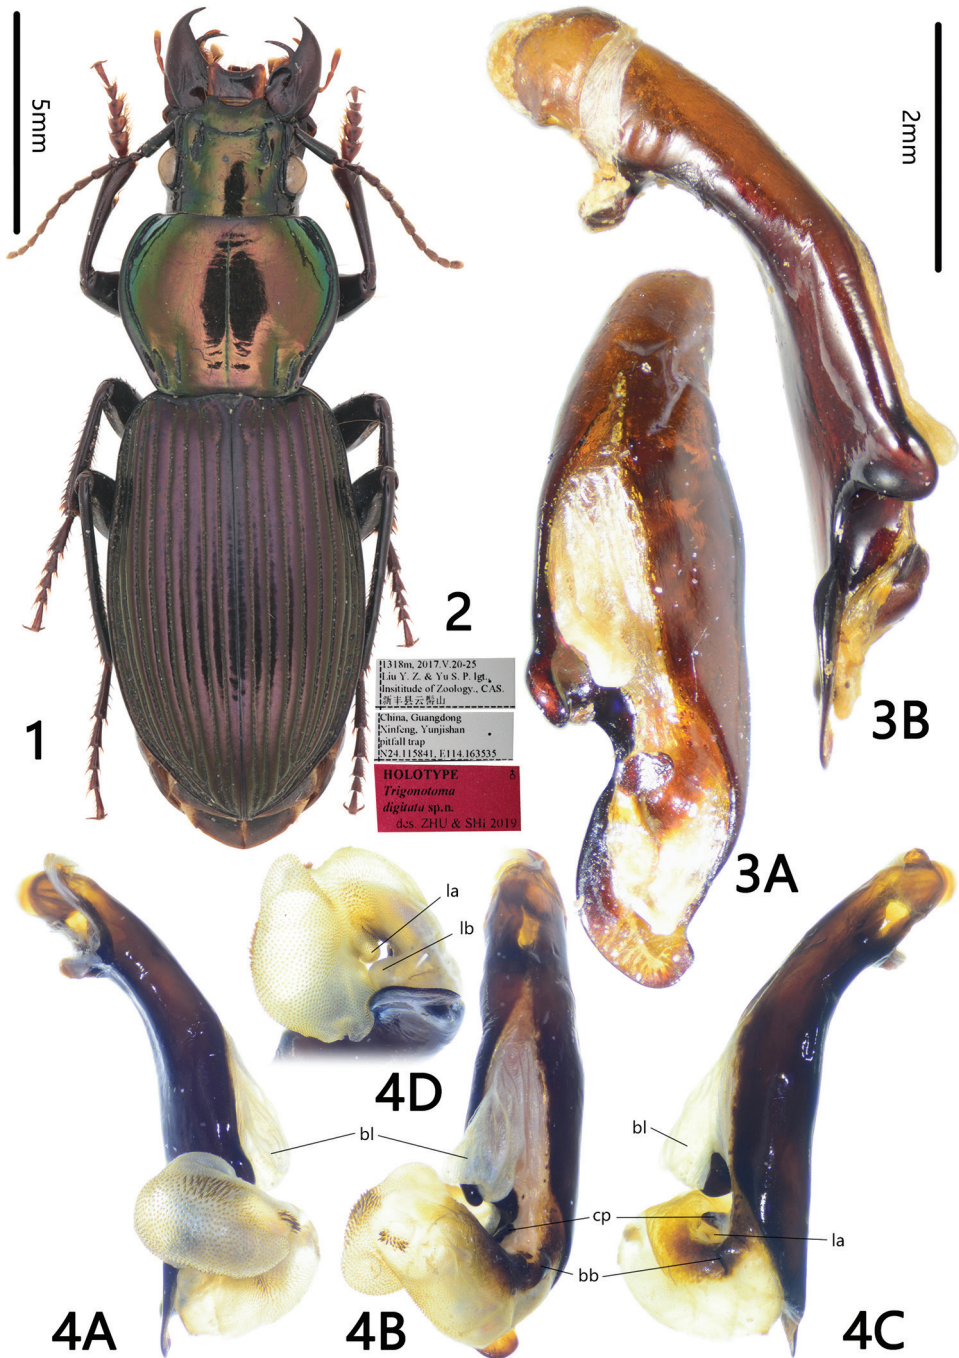 5mm
2mm
1
2
1318m, 2017.V.20-25
Liu Y. Z. & Yu S. P. lgt.,
Insititude of Zoology., CAS.
新丰县云髻山
China, Guangdong
Xinfeng, Yunjishan
pitfall trap
N24.115841, E114.163535
HOLOTYPE ♂
Trigonotoma
digitata sp.n.
des. ZHU & SHi 2019
3A
3B
la
lb
4D
bl
bl
cp
la
bb
4A
4B
4C